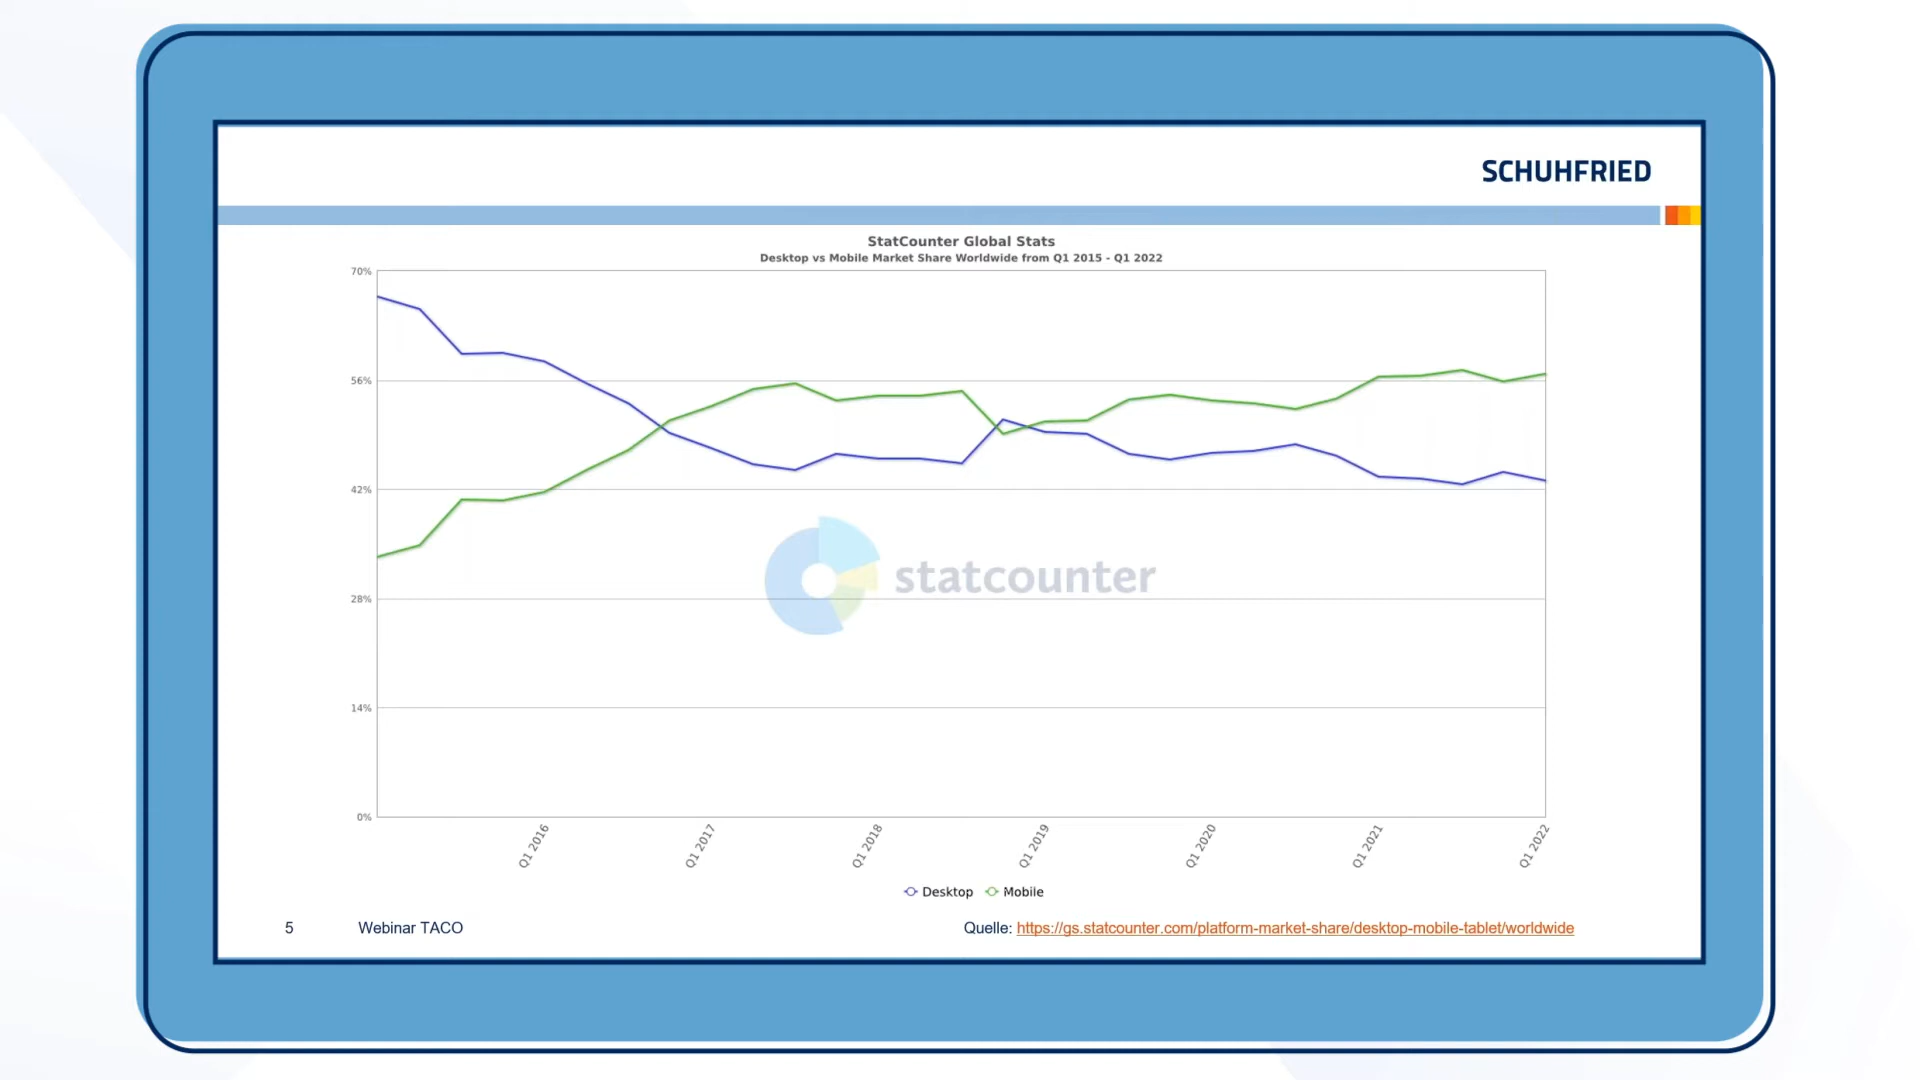 SCHUHFRIED
StatCounter Global Stats
Desktop vs Mobile Market Share Worldwide from Q1 2015 - Q1 2022
70%
56%
42%
28%
14%
0%
statcounter
Q1 2016
Q1 2017
Q1 2018
Q1 2019
Q1 2020
Q1 2021
Q1 2022
Desktop Mobile
5 Webinar TACO Quelle: https://gs.statcounter.com/platform-market-share/desktop-mobile-tablet/worldwide